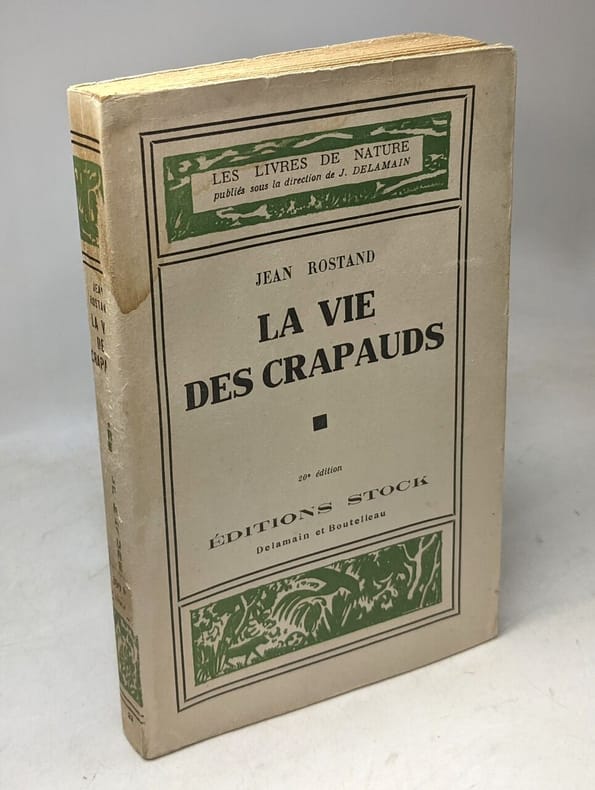 LES LIVRES DE NATURE
publiés sous la direction de J. DELAMAIN
JEAN ROSTAND
LA VIE
DES CRAPAUDS
20e édition
ÉDITIONS STOCK
Delamain et Boutelleau
JEAN
ROSTAN
LA V
DE
CRAP